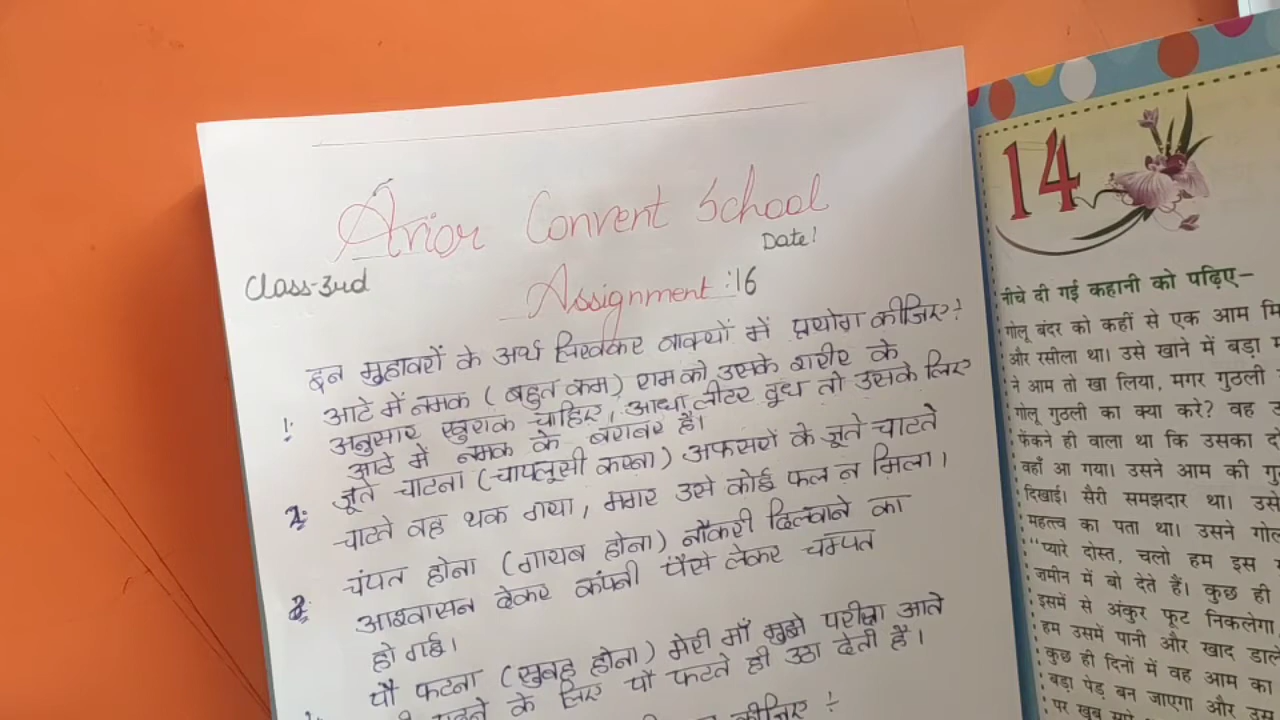 Arior Convent School
Date!
Class-3rd
Assignment :16
इन मुहावरों के अर्थ लिखकर वाक्यों में प्रयोग कीजिए:
1. आटे में नमक (बहुत कम) राम को उसके शरीर के
अनुसार खुराक चाहिए, आधा लीटर दूध तो उसके लिए
आटे में नमक के बराबर है।
2. जूते चाटना (चापलूसी करना) अफसरों के जूते चाटते
चाटते वह थक गया, मगर उसे कोई फल न मिला।
3. चंपत होना (गायब होना) नौकरी दिलवाने का
आश्वासन देकर कंपनी पैसे लेकर चम्पत
हो गई।
पौ फटना (सुबह होना) मेरी माँ मुझे परीक्षा आते
के लिए पौ फटते ही उठा देती है।
कीजिए :
14
नीचे दी गई कहानी को पढ़िए–
गोलू बंदर को कहीं से एक आम
और रसीला था। उसे खाने में बड़ा
ने आम तो खा लिया, मगर गुठली
गोलू गुठली का क्या करे? वह
फेंकने ही वाला था कि उसका
वहाँ आ गया। उसने आम की
दिखाई। सैरी समझदार था।
महत्त्व का पता था। उसने
"प्यारे दोस्त, चलो हम इस
जमीन में बो देते हैं। कुछ ही
इसमें से अंकुर फूट निकलेगा,
हम उसमें पानी और खाद
कुछ ही दिनों में वह आम का
बड़ा पेड़ बन जाएगा और
पर खूब